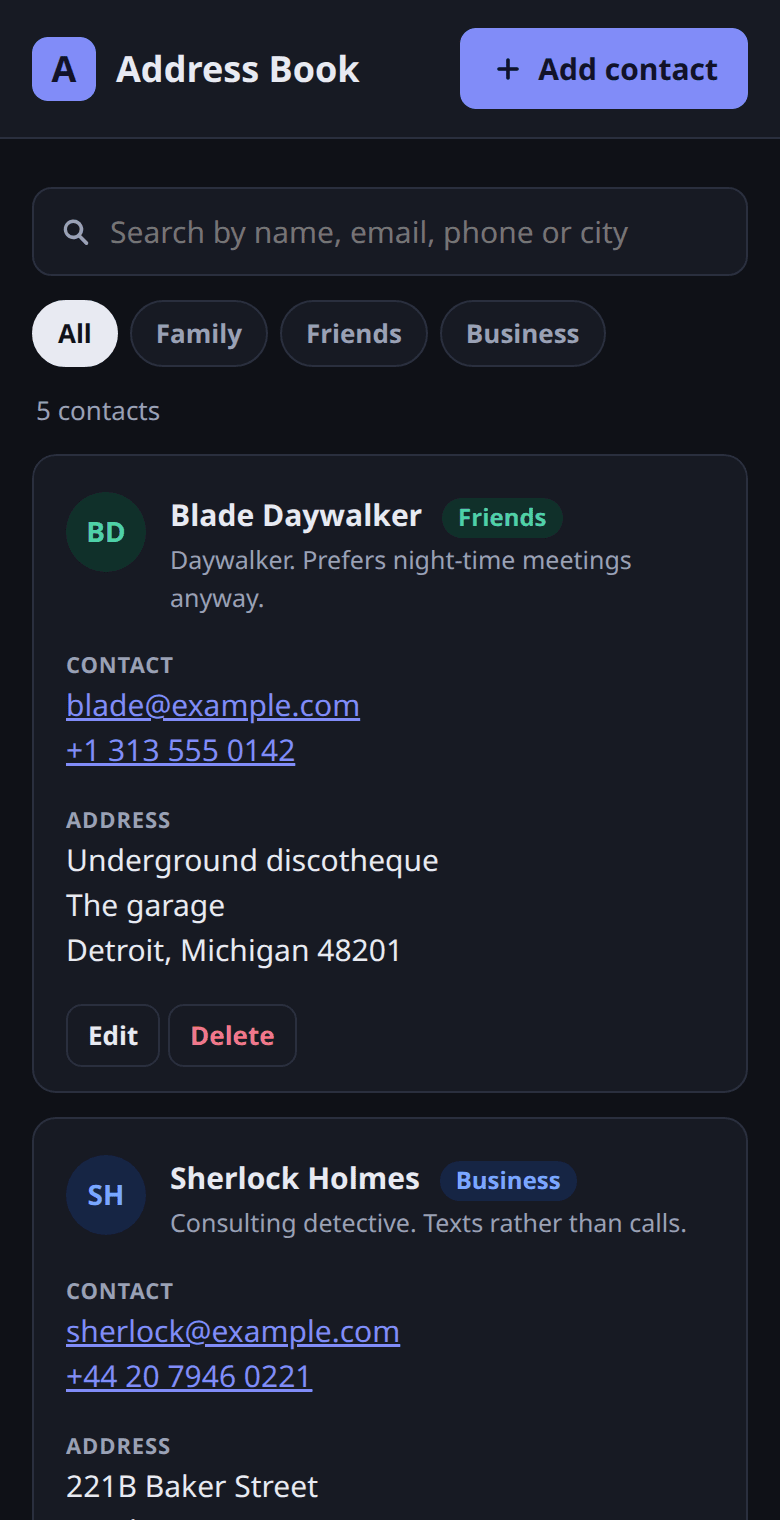 A Address Book + Add contact
Search by name, email, phone or city
All Family Friends Business
5 contacts
BD Blade Daywalker Friends
Daywalker. Prefers night-time meetings
anyway.
CONTACT
blade@example.com
+1 313 555 0142
ADDRESS
Underground discotheque
The garage
Detroit, Michigan 48201
Edit Delete
SH Sherlock Holmes Business
Consulting detective. Texts rather than calls.
CONTACT
sherlock@example.com
+44 20 7946 0221
ADDRESS
221B Baker Street